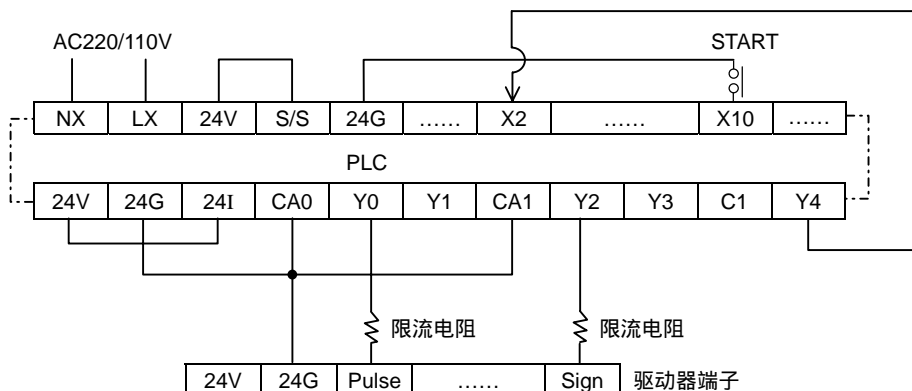 AC220/110V
START
NX LX 24V S/S 24G …… X2 …… X10 ……
PLC
24V 24G 24I CA0 Y0 Y1 CA1 Y2 Y3 C1 Y4
限流电阻 限流电阻
24V 24G Pulse …… Sign 驱动器端子